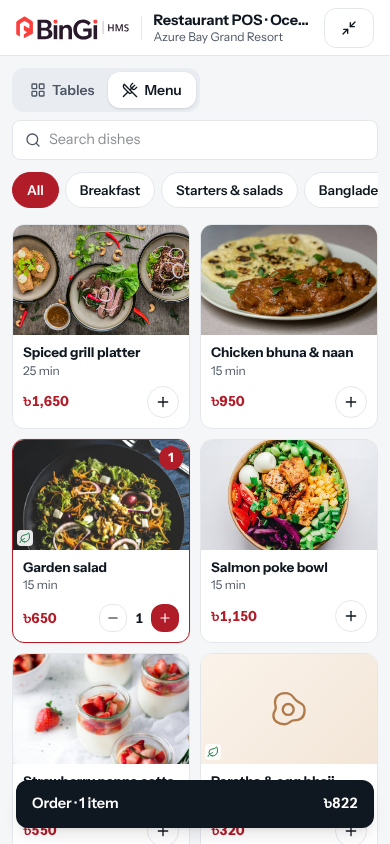 BinGi | HMS
Restaurant POS · Oce...
Azure Bay Grand Resort
Tables
Menu
Search dishes
All
Breakfast
Starters & salads
Banglade
Spiced grill platter
25 min
৳1,650
Chicken bhuna & naan
15 min
৳950
1
Garden salad
15 min
৳650
1
Salmon poke bowl
15 min
৳1,150
Order · 1 item
৳822
৳550
৳320